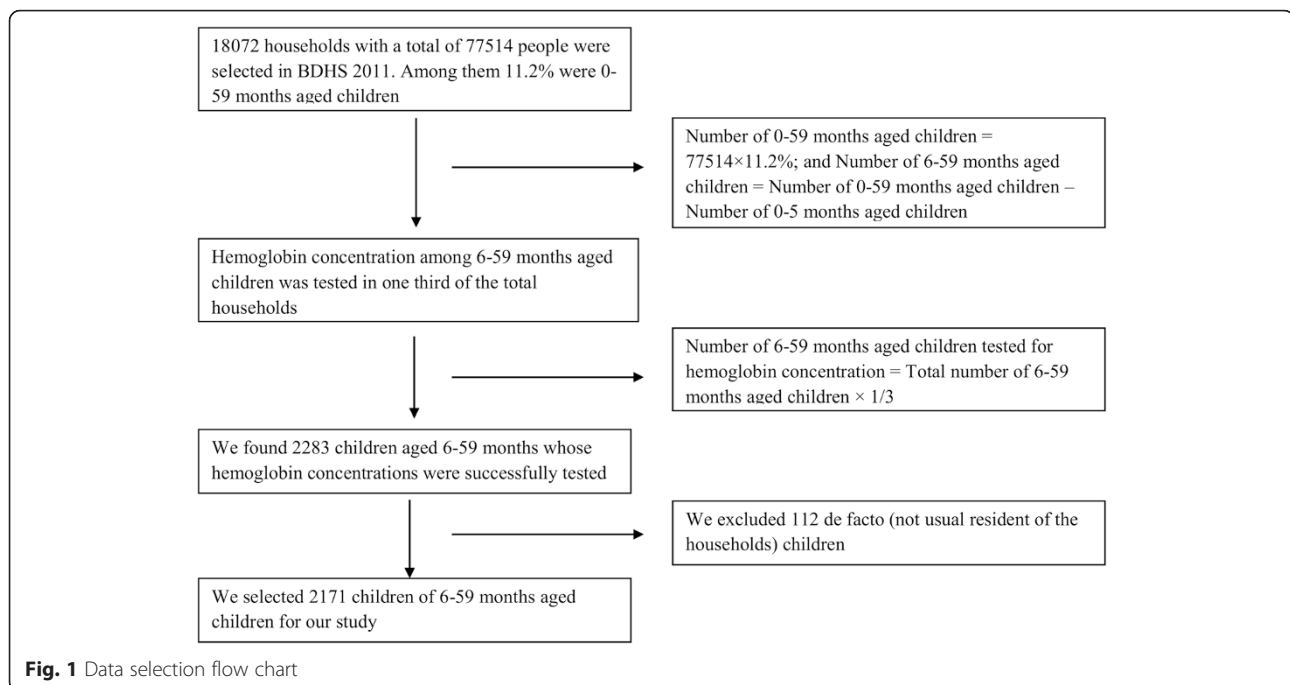 18072 households with a total of 77514 people were
selected in BDHS 2011. Among them 11.2% were 0-
59 months aged children
Number of 0-59 months aged children =
77514×11.2%; and Number of 6-59 months aged
children = Number of 0-59 months aged children –
Number of 0-5 months aged children
Hemoglobin concentration among 6-59 months aged
children was tested in one third of the total
households
Number of 6-59 months aged children tested for
hemoglobin concentration = Total number of 6-59
months aged children × 1/3
We found 2283 children aged 6-59 months whose
hemoglobin concentrations were successfully tested
We excluded 112 de facto (not usual resident of the
households) children
We selected 2171 children of 6-59 months aged
children for our study
Fig. 1 Data selection flow chart